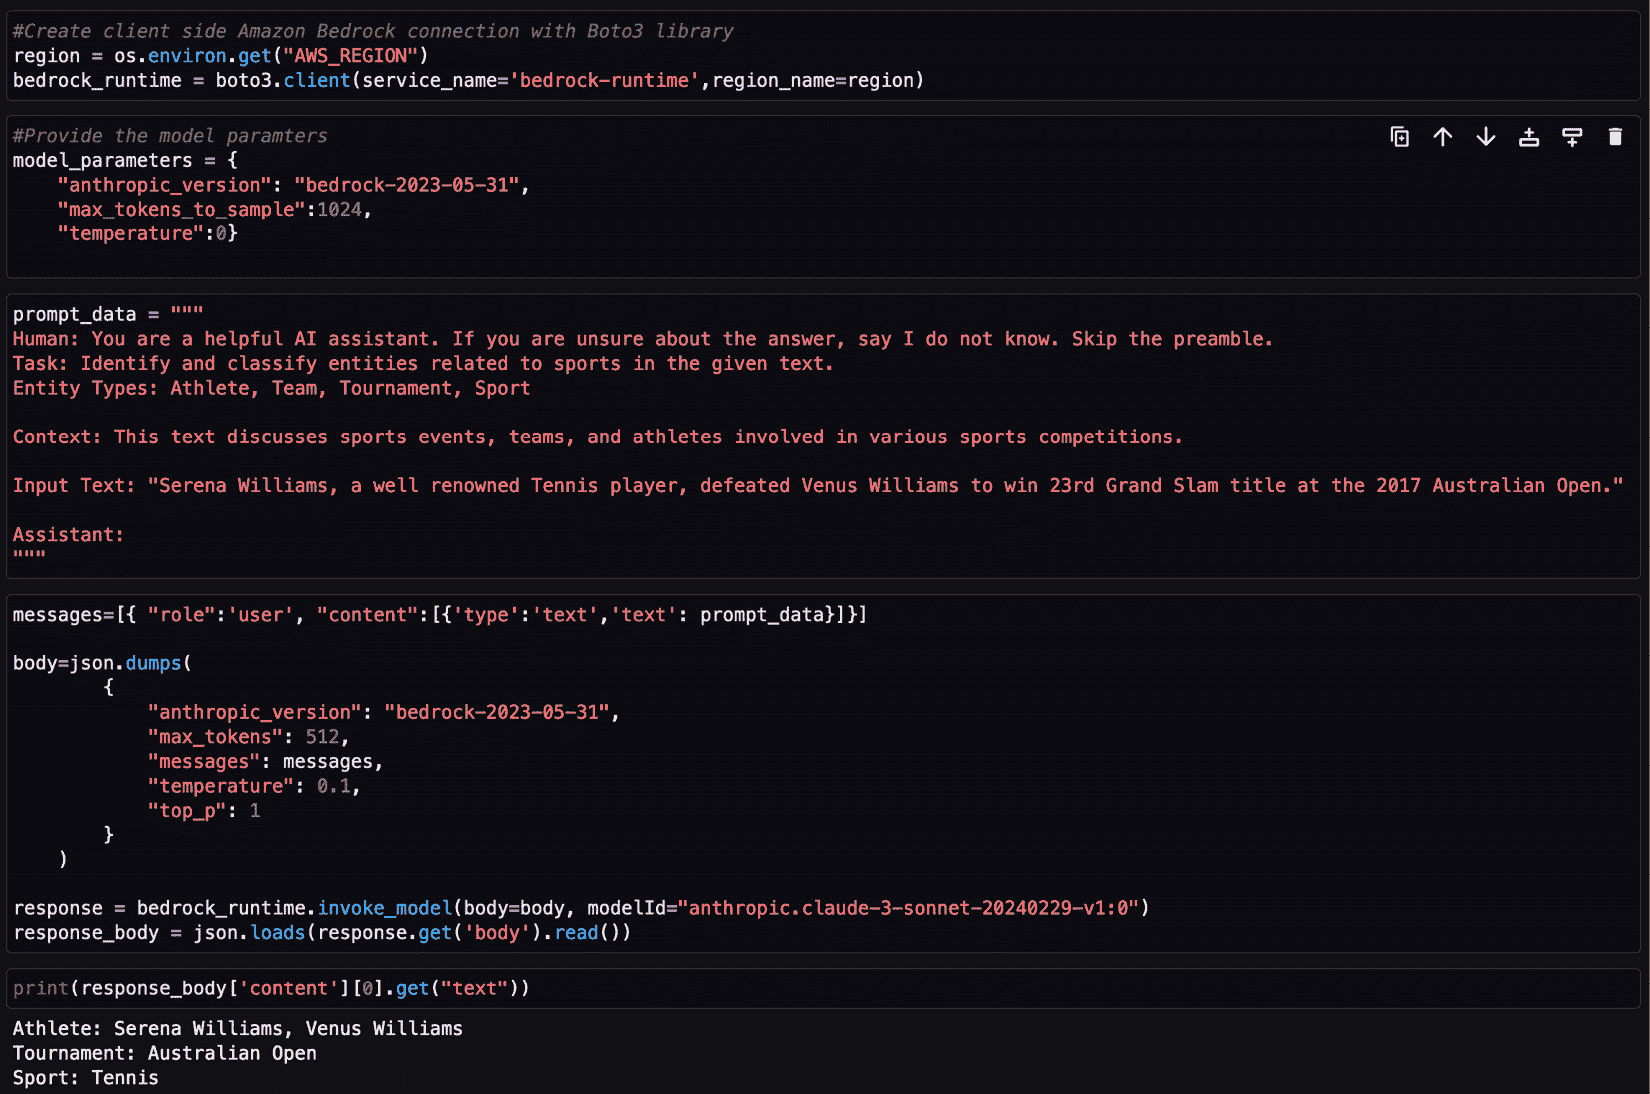 #Create client side Amazon Bedrock connection with Boto3 library
region = os.environ.get("AWS_REGION")
bedrock_runtime = boto3.client(service_name='bedrock-runtime',region_name=region)
#Provide the model paramters
model_parameters = {
    "anthropic_version": "bedrock-2023-05-31",
    "max_tokens_to_sample":1024,
    "temperature":0}
prompt_data = """
Human: You are a helpful AI assistant. If you are unsure about the answer, say I do not know. Skip the preamble.
Task: Identify and classify entities related to sports in the given text.
Entity Types: Athlete, Team, Tournament, Sport
Context: This text discusses sports events, teams, and athletes involved in various sports competitions.
Input Text: "Serena Williams, a well renowned Tennis player, defeated Venus Williams to win 23rd Grand Slam title at the 2017 Australian Open."
Assistant:
"""
messages=[{ "role":'user', "content":[{'type':'text','text': prompt_data}]}]
body=json.dumps(
        {
            "anthropic_version": "bedrock-2023-05-31",
            "max_tokens": 512,
            "messages": messages,
            "temperature": 0.1,
            "top_p": 1
        }
    )
response = bedrock_runtime.invoke_model(body=body, modelId="anthropic.claude-3-sonnet-20240229-v1:0")
response_body = json.loads(response.get('body').read())
print(response_body['content'][0].get("text"))
Athlete: Serena Williams, Venus Williams
Tournament: Australian Open
Sport: Tennis